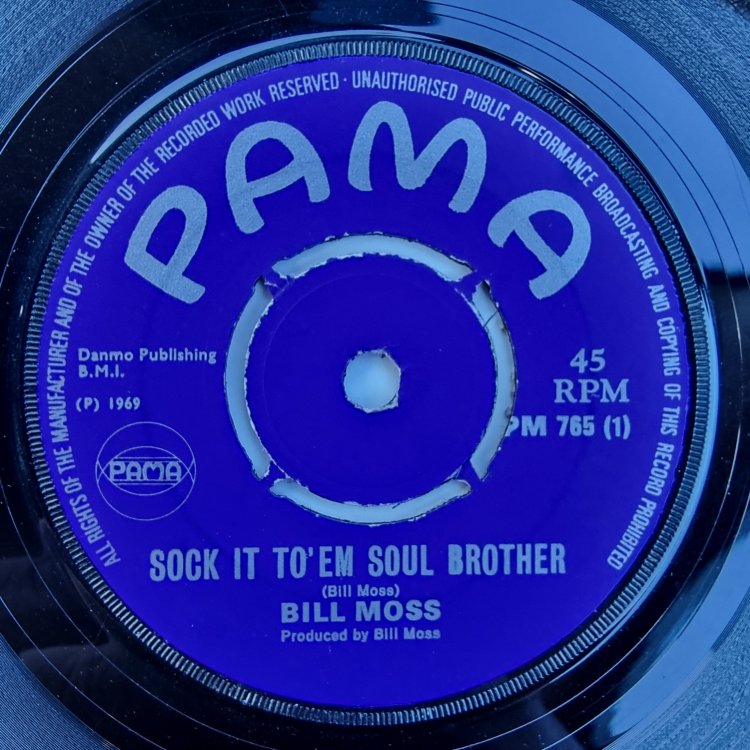 ALL RIGHTS OF THE MANUFACTURER AND OF THE OWNER OF THE RECORDED WORK RESERVED · UNAUTHORISED PUBLIC PERFORMANCE BROADCASTING AND COPYING OF THIS RECORD PROHIBITED
PAMA
Danmo Publishing
B.M.I.
(P) 1969
45
RPM
PM 765 (1)
PAMA
SOCK IT TO'EM SOUL BROTHER
(Bill Moss)
BILL MOSS
Produced by Bill Moss